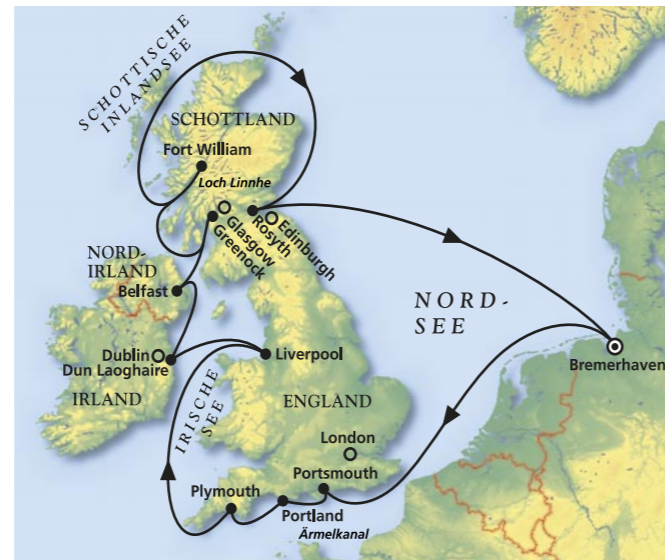 SCHOTTISCHE
INLANDSEE
SCHOTTLAND
Fort William
Loch Linnhe
Glasgow
Greenock
Edinburgh
Rosyth
NORD-
IRLAND
Belfast
NORD-
SEE
Dublin
Dun Laoghaire
Liverpool
Bremerhaven
IRLAND
IRISCHE
SEE
ENGLAND
London
Portsmouth
Plymouth
Portland
Ärmelkanal